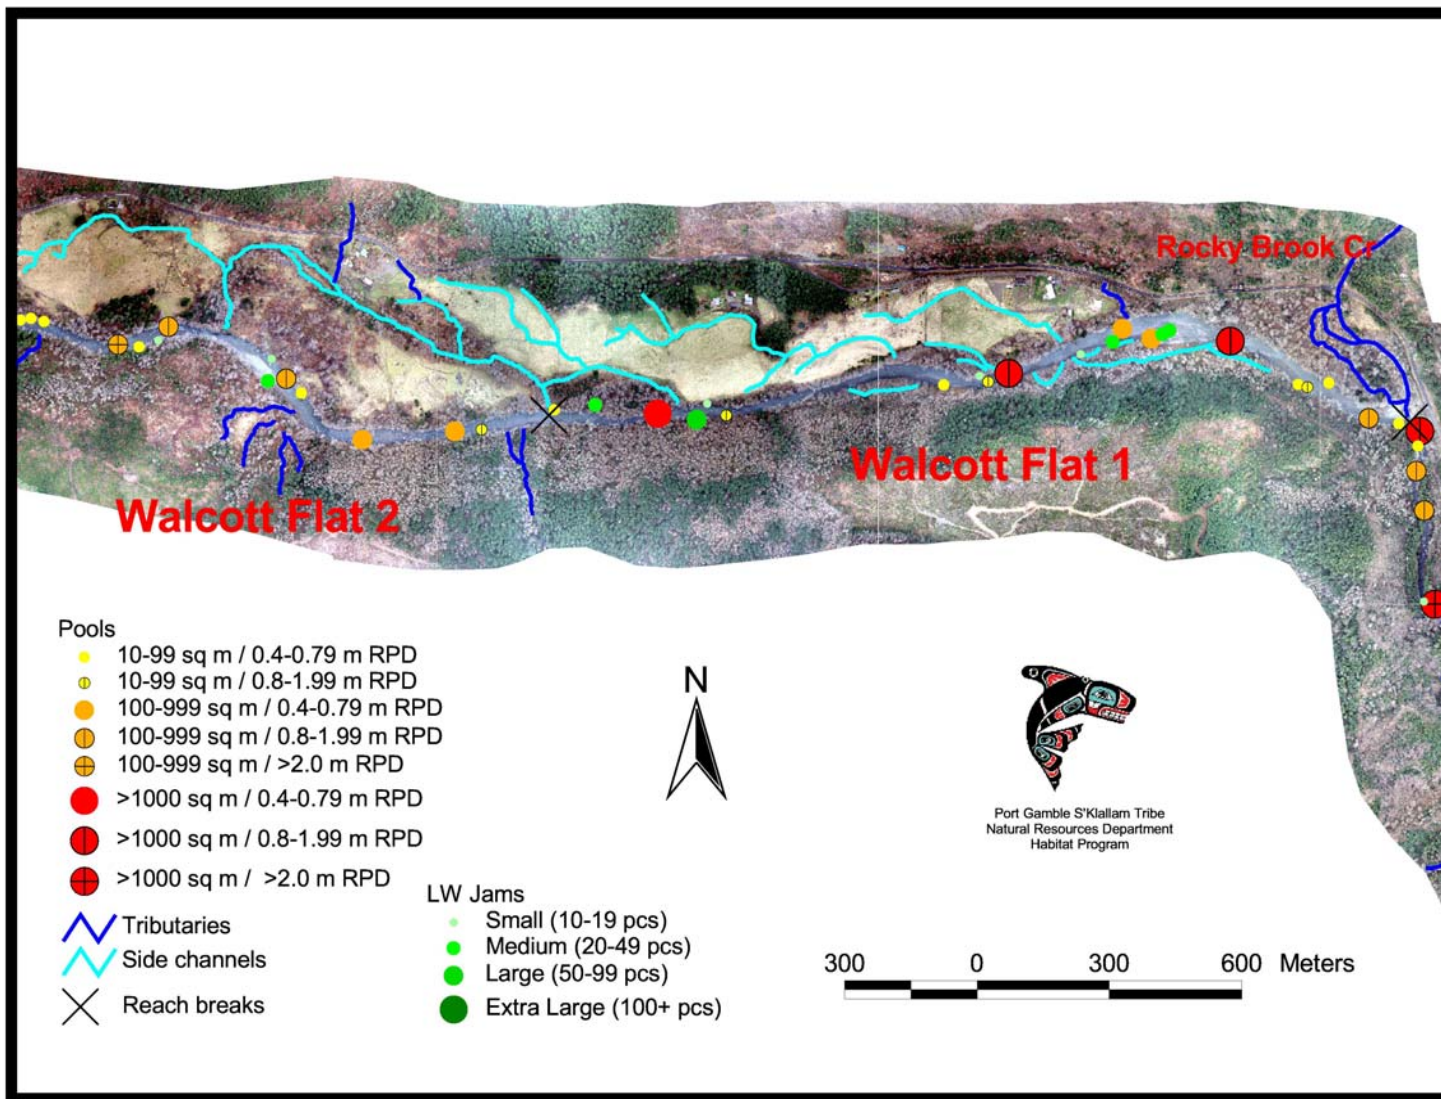 Rocky Brook Cr
Walcott Flat 1
Walcott Flat 2
Pools
10-99 sq m / 0.4-0.79 m RPD
10-99 sq m / 0.8-1.99 m RPD
100-999 sq m / 0.4-0.79 m RPD
100-999 sq m / 0.8-1.99 m RPD
100-999 sq m / >2.0 m RPD
>1000 sq m / 0.4-0.79 m RPD
>1000 sq m / 0.8-1.99 m RPD
>1000 sq m /  >2.0 m RPD
Tributaries
Side channels
Reach breaks
LW Jams
Small (10-19 pcs)
Medium (20-49 pcs)
Large (50-99 pcs)
Extra Large (100+ pcs)
N
Port Gamble S'Klallam Tribe
Natural Resources Department
Habitat Program
300 0 300 600 Meters